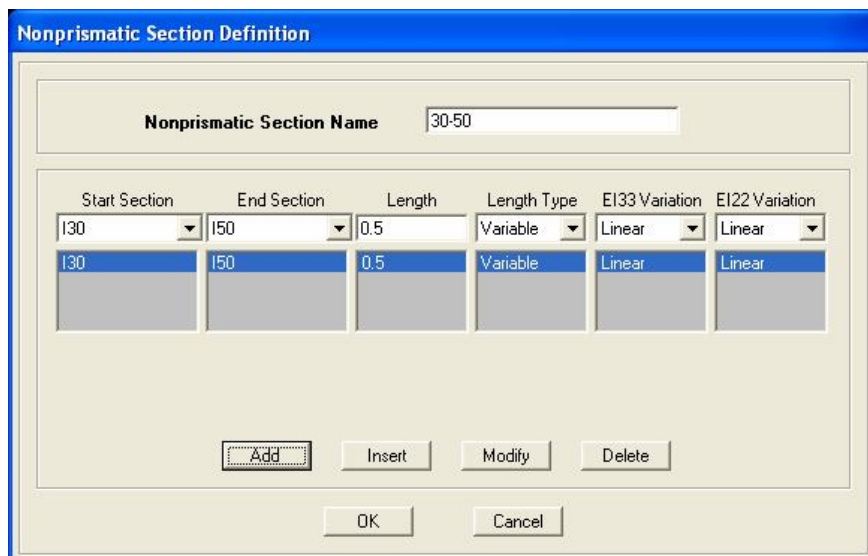 Nonprismatic Section Definition
Nonprismatic Section Name 30-50
Start Section End Section Length Length Type EI33 Variation EI22 Variation
I30 I50 0.5 Variable Linear Linear
I30 I50 0.5 Variable Linear Linear
Add Insert Modify Delete
OK Cancel